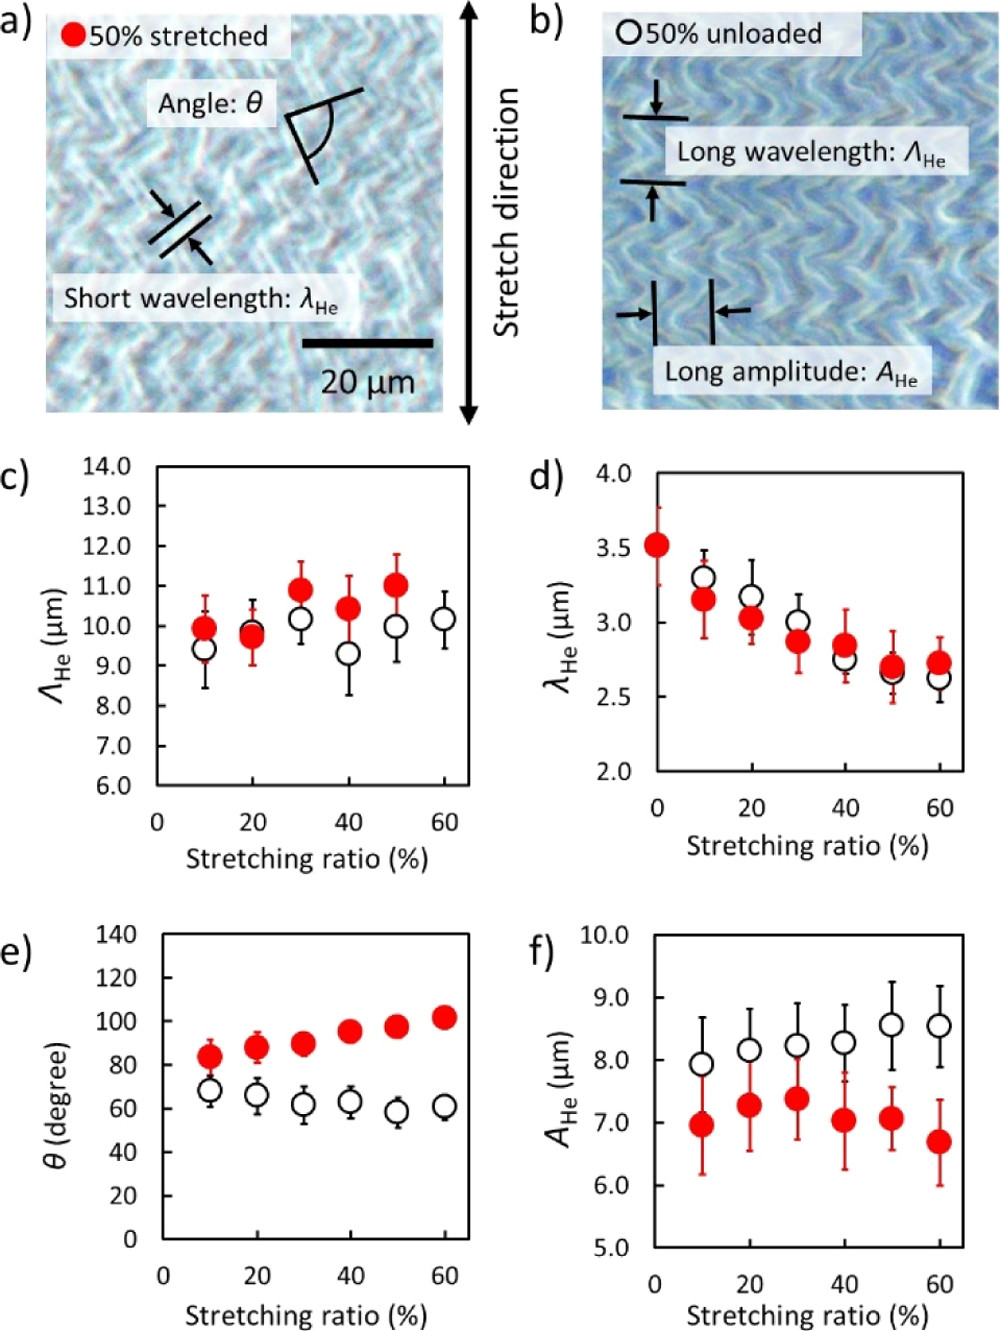 a)
50% stretched
Angle: θ
Short wavelength: λHe
20 µm
Stretch direction
b)
50% unloaded
Long wavelength: ΛHe
Long amplitude: AHe
c)
14.0
13.0
12.0
11.0
10.0
9.0
8.0
7.0
6.0
ΛHe (µm)
0 20 40 60
Stretching ratio (%)
d)
4.0
3.5
3.0
2.5
2.0
λHe (µm)
0 20 40 60
Stretching ratio (%)
e)
140
120
100
80
60
40
20
0
θ (degree)
0 20 40 60
Stretching ratio (%)
f)
10.0
9.0
8.0
7.0
6.0
5.0
AHe (µm)
0 20 40 60
Stretching ratio (%)